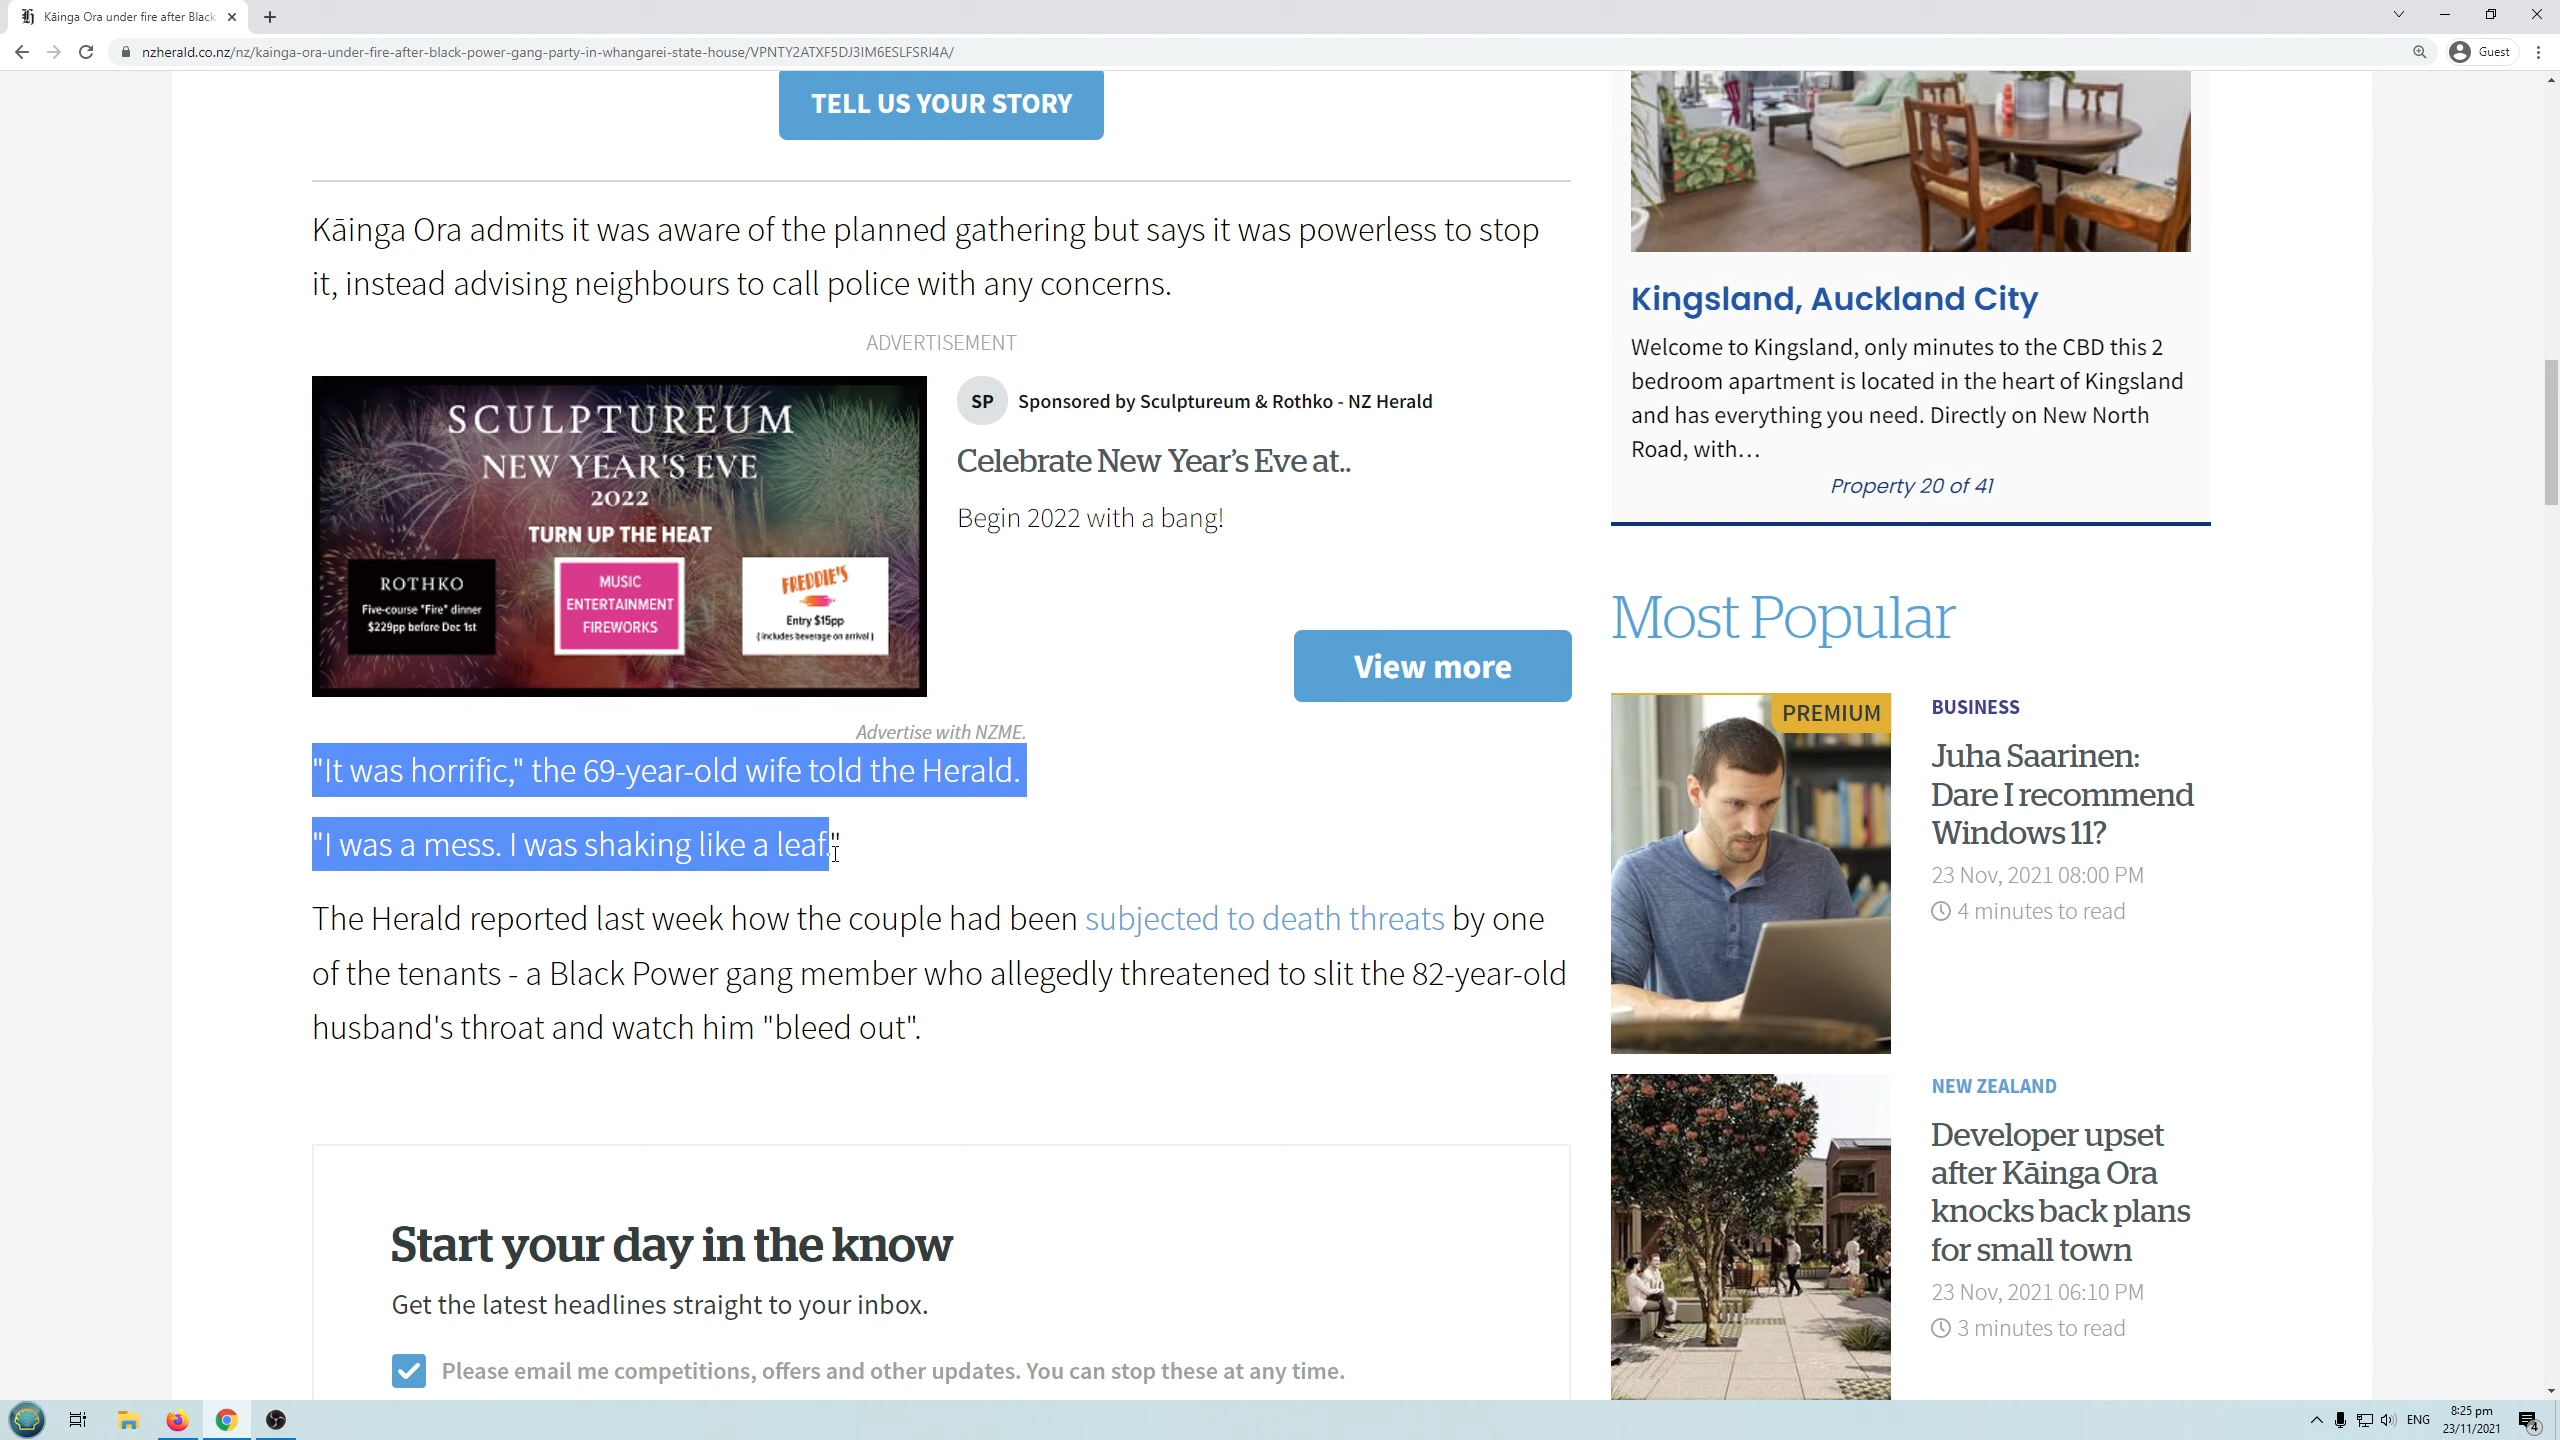 Kāinga Ora under fire after Black
nzherald.co.nz/nz/kainga-ora-under-fire-after-black-power-gang-party-in-whangarei-state-house/VPNTY2ATXF5DJ3IM6ESLFSRI4A/
Guest
TELL US YOUR STORY
Kāinga Ora admits it was aware of the planned gathering but says it was powerless to stop
it, instead advising neighbours to call police with any concerns.
ADVERTISEMENT
SCULPTUREUM
NEW YEAR'S EVE
2022
TURN UP THE HEAT
ROTHKO
Five-course "Fire" dinner
$229pp before Dec 1st
MUSIC
ENTERTAINMENT
FIREWORKS
FREDDIE'S
Entry $15pp
( includes beverage on arrival )
SP
Sponsored by Sculptureum & Rothko - NZ Herald
Celebrate New Year's Eve at..
Begin 2022 with a bang!
View more
Advertise with NZME.
"It was horrific," the 69-year-old wife told the Herald.
"I was a mess. I was shaking like a leaf."
The Herald reported last week how the couple had been subjected to death threats by one
of the tenants - a Black Power gang member who allegedly threatened to slit the 82-year-old
husband's throat and watch him "bleed out".
Start your day in the know
Get the latest headlines straight to your inbox.
Please email me competitions, offers and other updates. You can stop these at any time.
Kingsland, Auckland City
Welcome to Kingsland, only minutes to the CBD this 2
bedroom apartment is located in the heart of Kingsland
and has everything you need. Directly on New North
Road, with…
Property 20 of 41
Most Popular
PREMIUM
BUSINESS
Juha Saarinen:
Dare I recommend
Windows 11?
23 Nov, 2021 08:00 PM
4 minutes to read
NEW ZEALAND
Developer upset
after Kāinga Ora
knocks back plans
for small town
23 Nov, 2021 06:10 PM
3 minutes to read
ENG
8:25 pm
23/11/2021
4